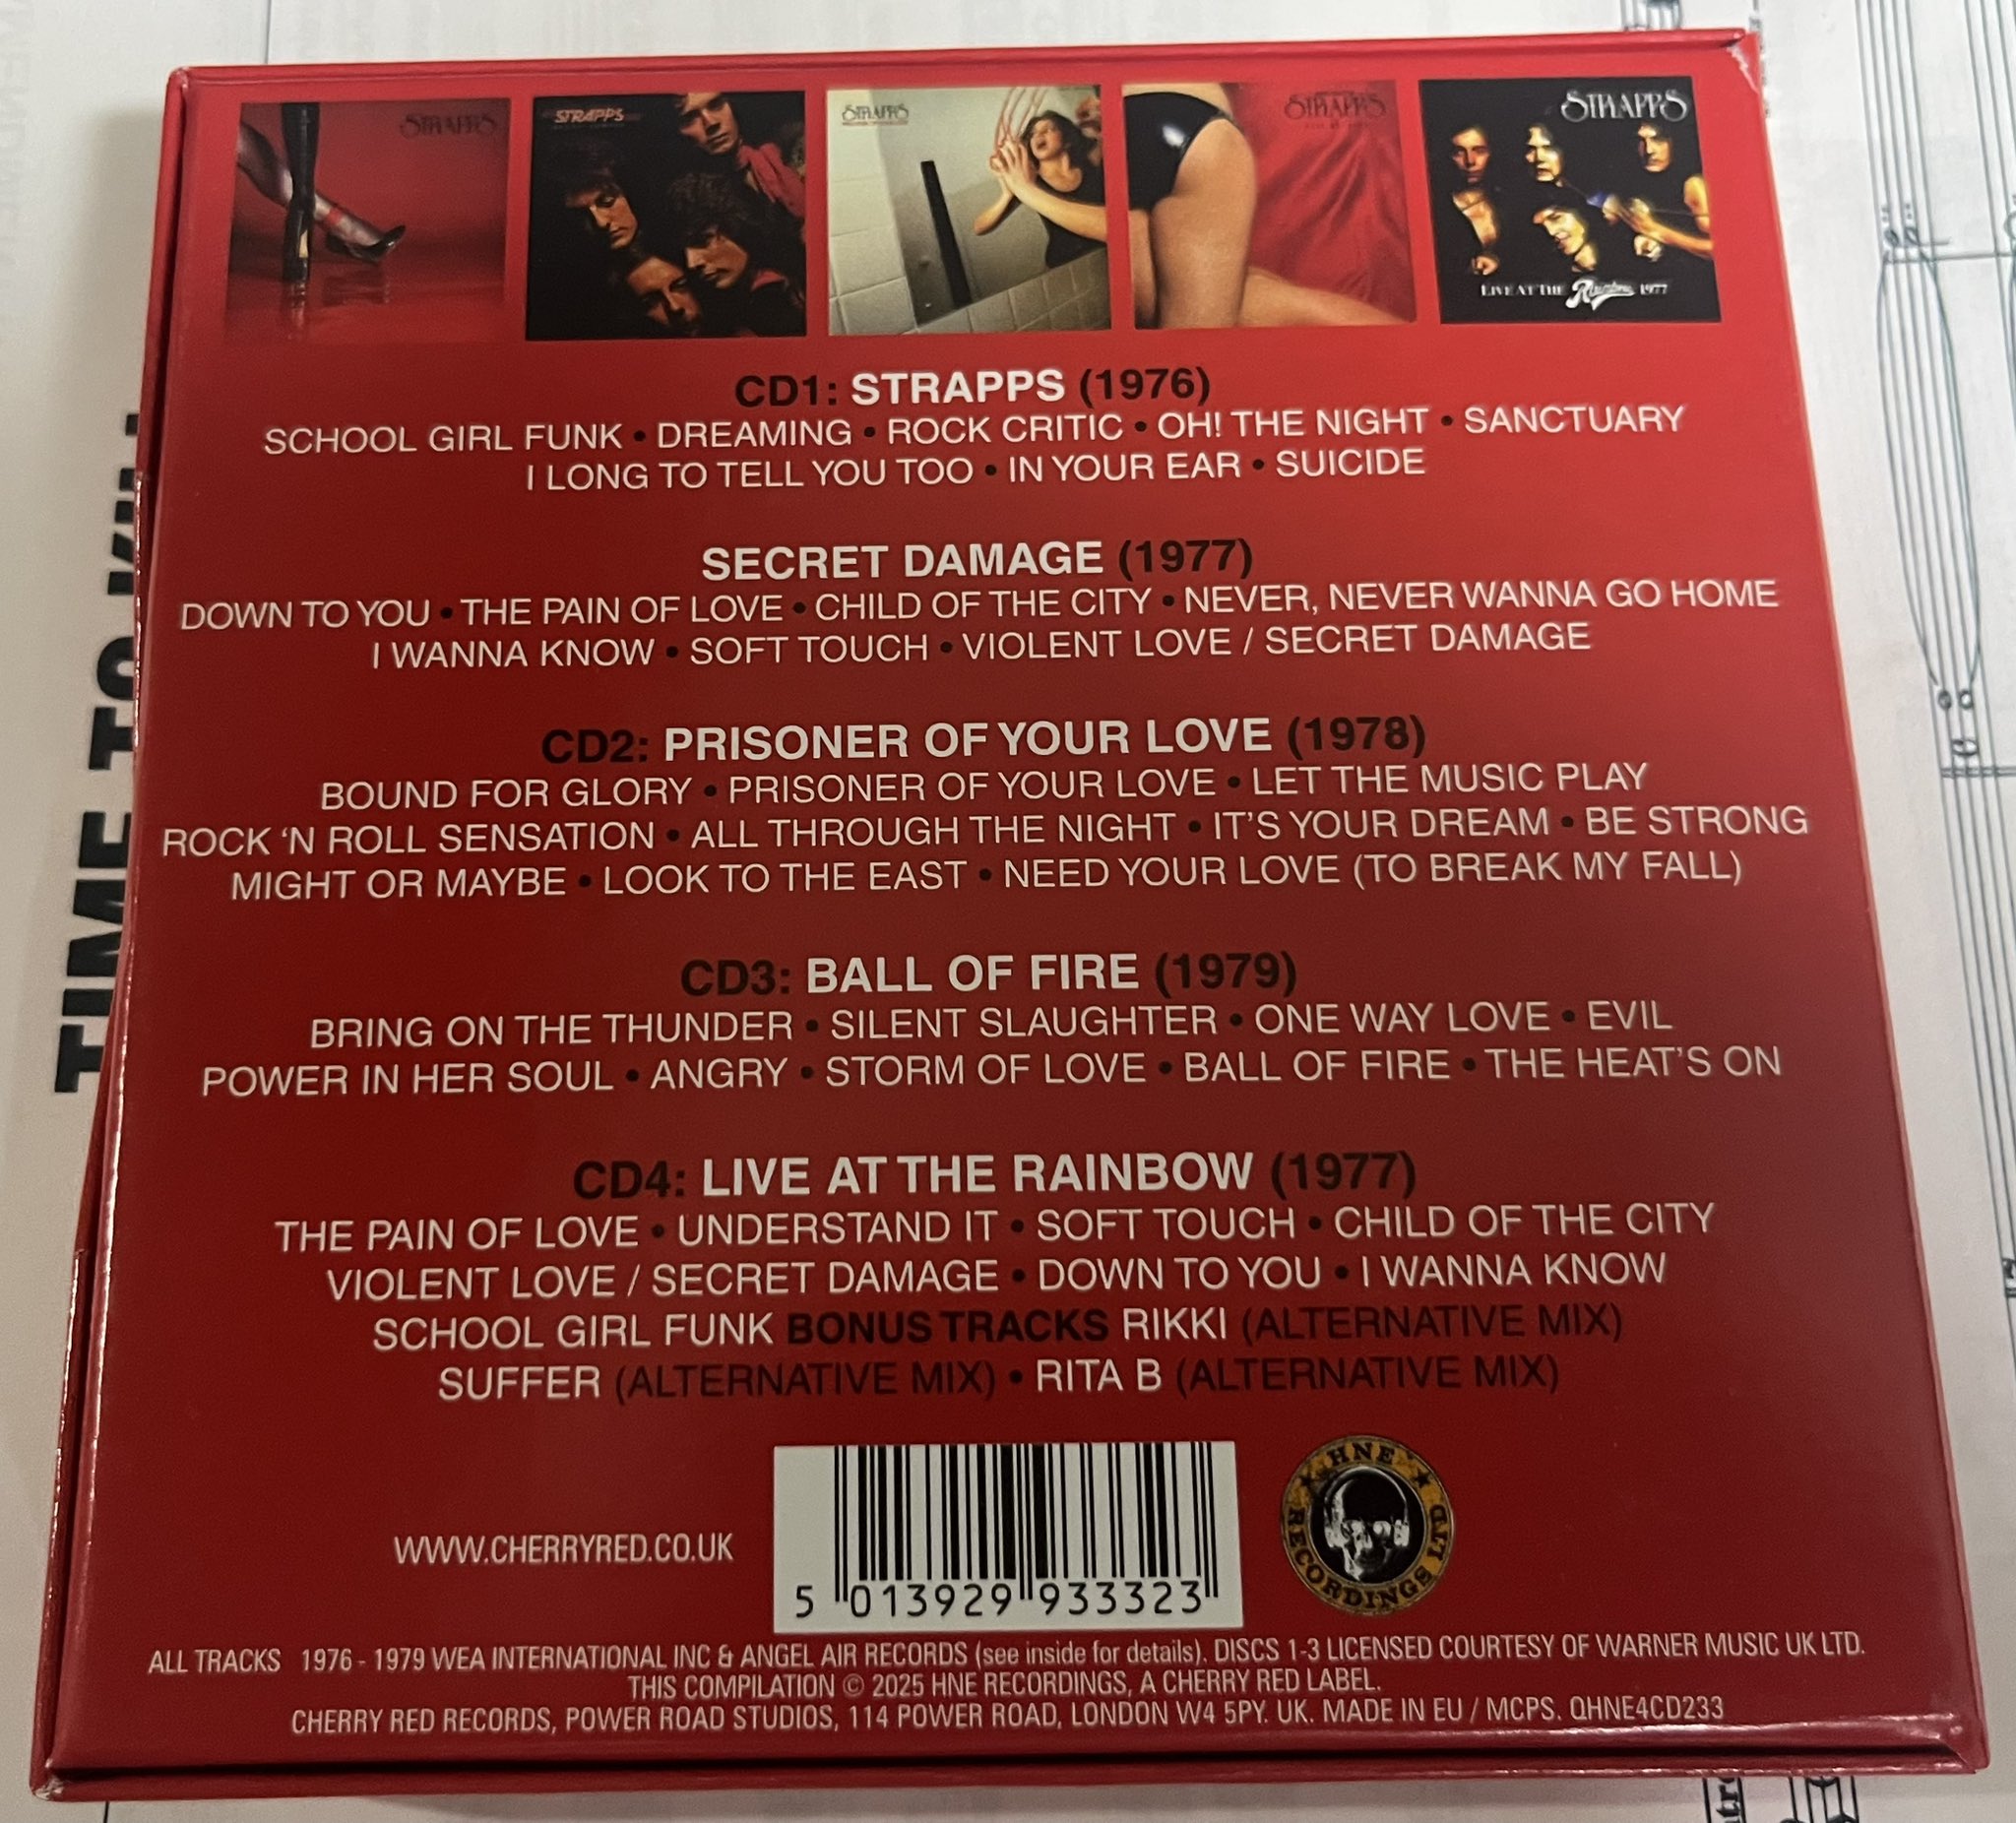 STRAPPS
STRAPPS
STRAPPS
STRAPPS
STRAPPS
LIVE AT THE Rainbow 1977
CD1: STRAPPS (1976)
SCHOOL GIRL FUNK • DREAMING • ROCK CRITIC • OH! THE NIGHT • SANCTUARY
I LONG TO TELL YOU TOO • IN YOUR EAR • SUICIDE
SECRET DAMAGE (1977)
DOWN TO YOU • THE PAIN OF LOVE • CHILD OF THE CITY • NEVER, NEVER WANNA GO HOME
I WANNA KNOW • SOFT TOUCH • VIOLENT LOVE / SECRET DAMAGE
CD2: PRISONER OF YOUR LOVE (1978)
BOUND FOR GLORY • PRISONER OF YOUR LOVE • LET THE MUSIC PLAY
ROCK ‘N ROLL SENSATION • ALL THROUGH THE NIGHT • IT’S YOUR DREAM • BE STRONG
MIGHT OR MAYBE • LOOK TO THE EAST • NEED YOUR LOVE (TO BREAK MY FALL)
CD3: BALL OF FIRE (1979)
BRING ON THE THUNDER • SILENT SLAUGHTER • ONE WAY LOVE • EVIL
POWER IN HER SOUL • ANGRY • STORM OF LOVE • BALL OF FIRE • THE HEAT’S ON
CD4: LIVE AT THE RAINBOW (1977)
THE PAIN OF LOVE • UNDERSTAND IT • SOFT TOUCH • CHILD OF THE CITY
VIOLENT LOVE / SECRET DAMAGE • DOWN TO YOU • I WANNA KNOW
SCHOOL GIRL FUNK BONUS TRACKS RIKKI (ALTERNATIVE MIX)
SUFFER (ALTERNATIVE MIX) • RITA B (ALTERNATIVE MIX)
WWW.CHERRYRED.CO.UK
5 013929 933323
HNE RECORDINGS LTD
ALL TRACKS 1976 - 1979 WEA INTERNATIONAL INC & ANGEL AIR RECORDS (see inside for details). DISCS 1-3 LICENSED COURTESY OF WARNER MUSIC UK LTD.
THIS COMPILATION © 2025 HNE RECORDINGS, A CHERRY RED LABEL.
CHERRY RED RECORDS, POWER ROAD STUDIOS, 114 POWER ROAD, LONDON W4 5PY. UK. MADE IN EU / MCPS. QHNE4CD233
TIME TO